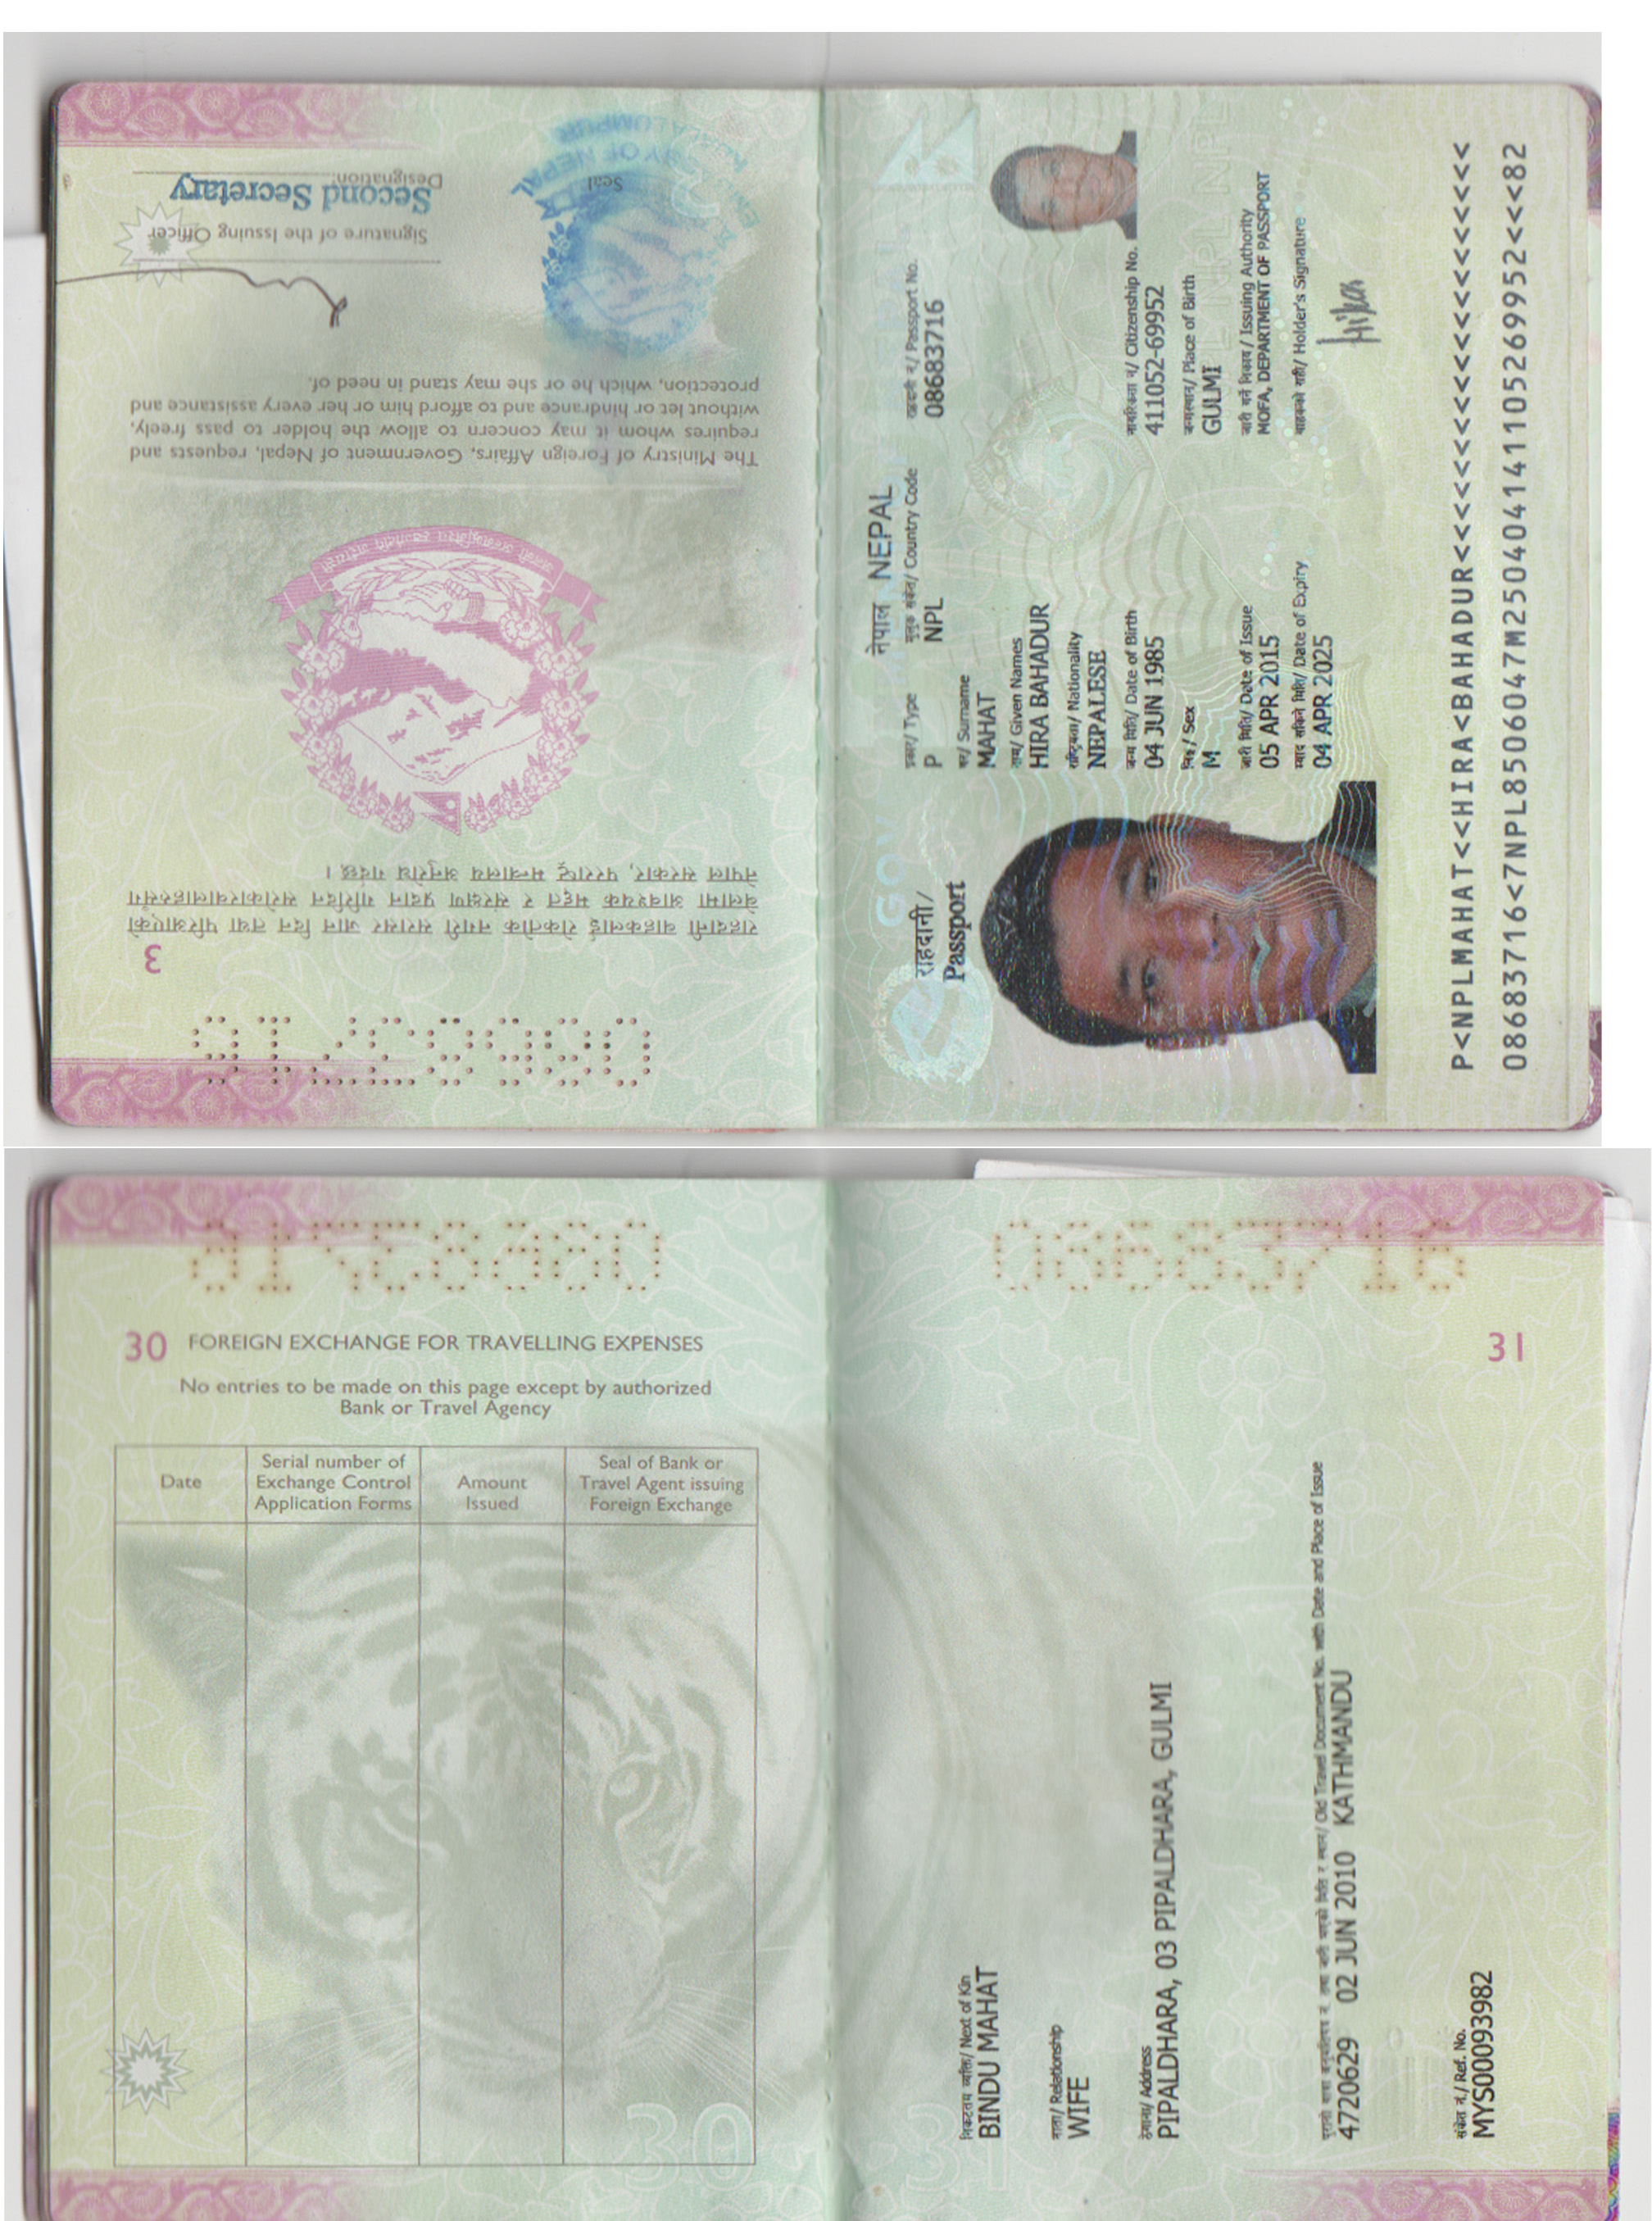 राहदानी वाहकलाई रोकतोक नगरी सरासर जान दिन तथा परिआएको
बेलामा आवश्यक मद्दत र संरक्षण प्रदान गरिदिन सरोकारवालाहरुसँग
नेपाल सरकार, परराष्ट्र मन्त्रालय अनुरोध गर्दछ ।
The Ministry of Foreign Affairs, Government of Nepal, requests and
requires whom it may concern to allow the holder to pass freely,
without let or hindrance and to afford him or her every assistance and
protection, which he or she may stand in need of.
Signature of the Issuing Officer
Second Secretary
Designation:
Seal
EMBASSY OF NEPAL
KUALA LUMPUR
3
08683716
नेपाल NEPAL
राहदानी/
Passport
प्रकार/ Type
P
मुलुक संकेत/ Country Code
NPL
राहदानी नं/ Passport No.
08683716
थर/ Surname
MAHAT
नाम/ Given Names
HIRA BAHADUR
राष्ट्रियता/ Nationality
NEPALESE
जन्म मिति/ Date of Birth
04 JUN 1985
नागरिकता नं/ Citizenship No.
411052-69952
लिङ्ग/ Sex
M
जन्मस्थान/ Place of Birth
GULMI
जारी मिति/ Date of Issue
05 APR 2015
जारी गर्ने निकाय/ Issuing Authority
MOFA, DEPARTMENT OF PASSPORT
म्याद सकिने मिति/ Date of Expiry
04 APR 2025
वाहकको सही/ Holder's Signature
P<NPLMAHAT<<HIRA<BAHADUR<<<<<<<<<<<<<<<<<<<<
08683716<7NPL8506047M250404141105269952<<<82
08683716
08683716
30 FOREIGN EXCHANGE FOR TRAVELLING EXPENSES
No entries to be made on this page except by authorized
Bank or Travel Agency
Date
Serial number of
Exchange Control
Application Forms
Amount
Issued
Seal of Bank or
Travel Agent issuing
Foreign Exchange
30
31
निकटतम व्यक्ति/ Next of Kin
BINDU MAHAT
नाता/ Relationship
WIFE
ठेगाना/ Address
PIPALDHARA, 03 PIPALDHARA, GULMI
Old Travel Document No. with Date and Place of Issue
4720629 02 JUN 2010 KATHMANDU
संकेत नं./ Ref. No.
MYS00093982